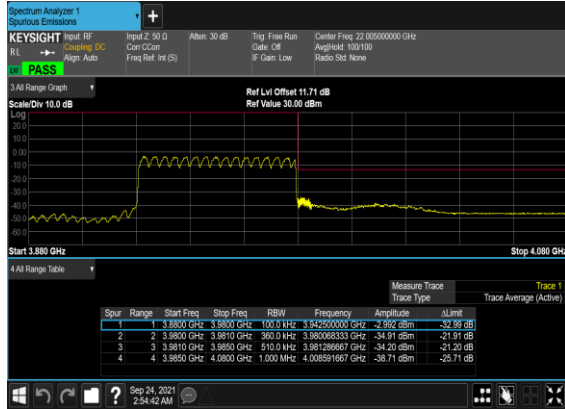 Spectrum Analyzer 1
Spurious Emissions
KEYSIGHT
Input: RF
Input Z: 50 Ω
Atten: 30 dB
Trig: Free Run
Center Freq: 22.005000000 GHz
RL
Coupling: DC
Corr CCorr
Gate: Off
Avg|Hold: 100/100
Align: Auto
Freq Ref: Int (S)
IF Gain: Low
Radio Std: None
LXI
PASS
3 All Range Graph
Ref Lvl Offset 11.71 dB
Scale/Div 10.0 dB
Ref Value 30.00 dBm
Log
20.0
10.0
0.00
-10.0
-20.0
-30.0
-40.0
-50.0
-60.0
Start 3.880 GHz
Stop 4.080 GHz
4 All Range Table
Measure Trace
Trace 1
Trace Type
Trace Average (Active)
Spur Range Start Freq Stop Freq RBW Frequency Amplitude ΔLimit
1 1 3.8800 GHz 3.9800 GHz 100.0 kHz 3.942500000 GHz -2.992 dBm -32.99 dB
2 2 3.9800 GHz 3.9810 GHz 360.0 kHz 3.980068333 GHz -34.91 dBm -21.91 dB
3 3 3.9810 GHz 3.9850 GHz 510.0 kHz 3.981286667 GHz -34.20 dBm -21.20 dB
4 4 3.9850 GHz 4.0800 GHz 1.000 MHz 4.008591667 GHz -38.71 dBm -25.71 dB
?
Sep 24, 2021
2:54:42 AM